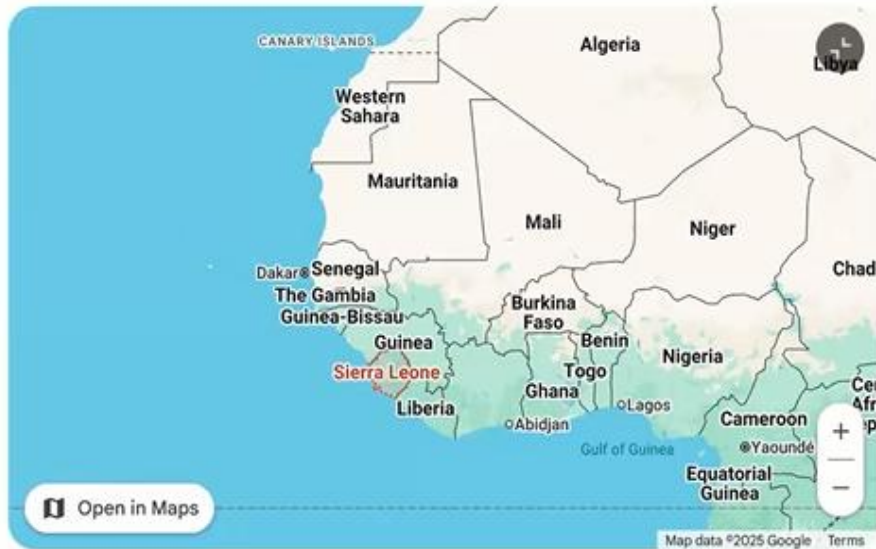 CANARY ISLANDS
Algeria
Libya
Western
Sahara
Mauritania
Mali
Niger
Chad
Dakar
Senegal
The Gambia
Guinea-Bissau
Burkina
Faso
Guinea
Benin
Nigeria
Sierra Leone
Togo
Ghana
Liberia
Lagos
Abidjan
Cameroon
Gulf of Guinea
Yaoundé
Equatorial
Guinea
Open in Maps
Map data ©2025 Google
Terms